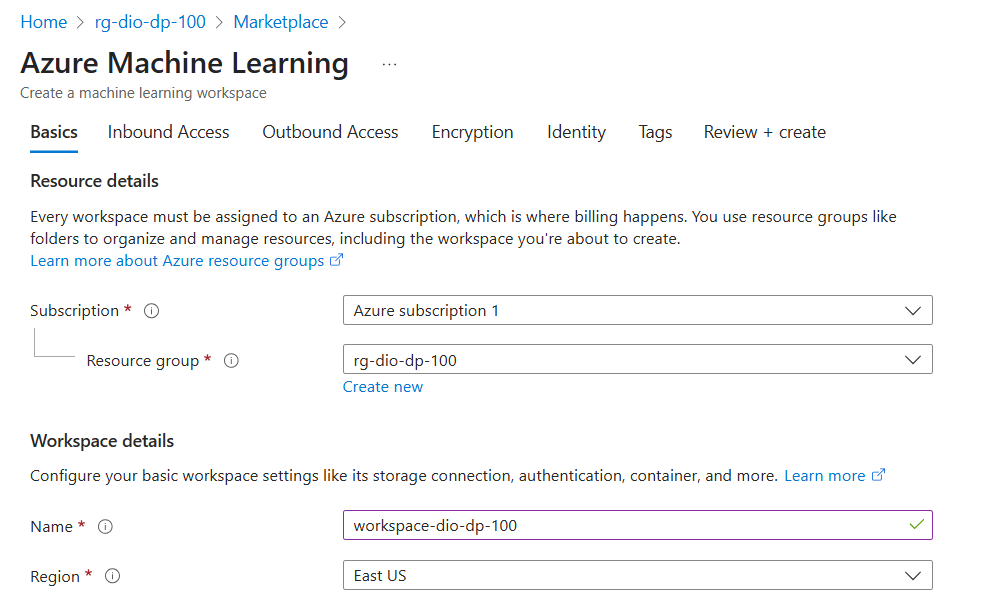 Home > rg-dio-dp-100 > Marketplace >
Azure Machine Learning ...
Create a machine learning workspace
Basics Inbound Access Outbound Access Encryption Identity Tags Review + create
Resource details
Every workspace must be assigned to an Azure subscription, which is where billing happens. You use resource groups like
folders to organize and manage resources, including the workspace you're about to create.
Learn more about Azure resource groups
Subscription * Azure subscription 1
Resource group * rg-dio-dp-100
Create new
Workspace details
Configure your basic workspace settings like its storage connection, authentication, container, and more. Learn more
Name * workspace-dio-dp-100
Region * East US